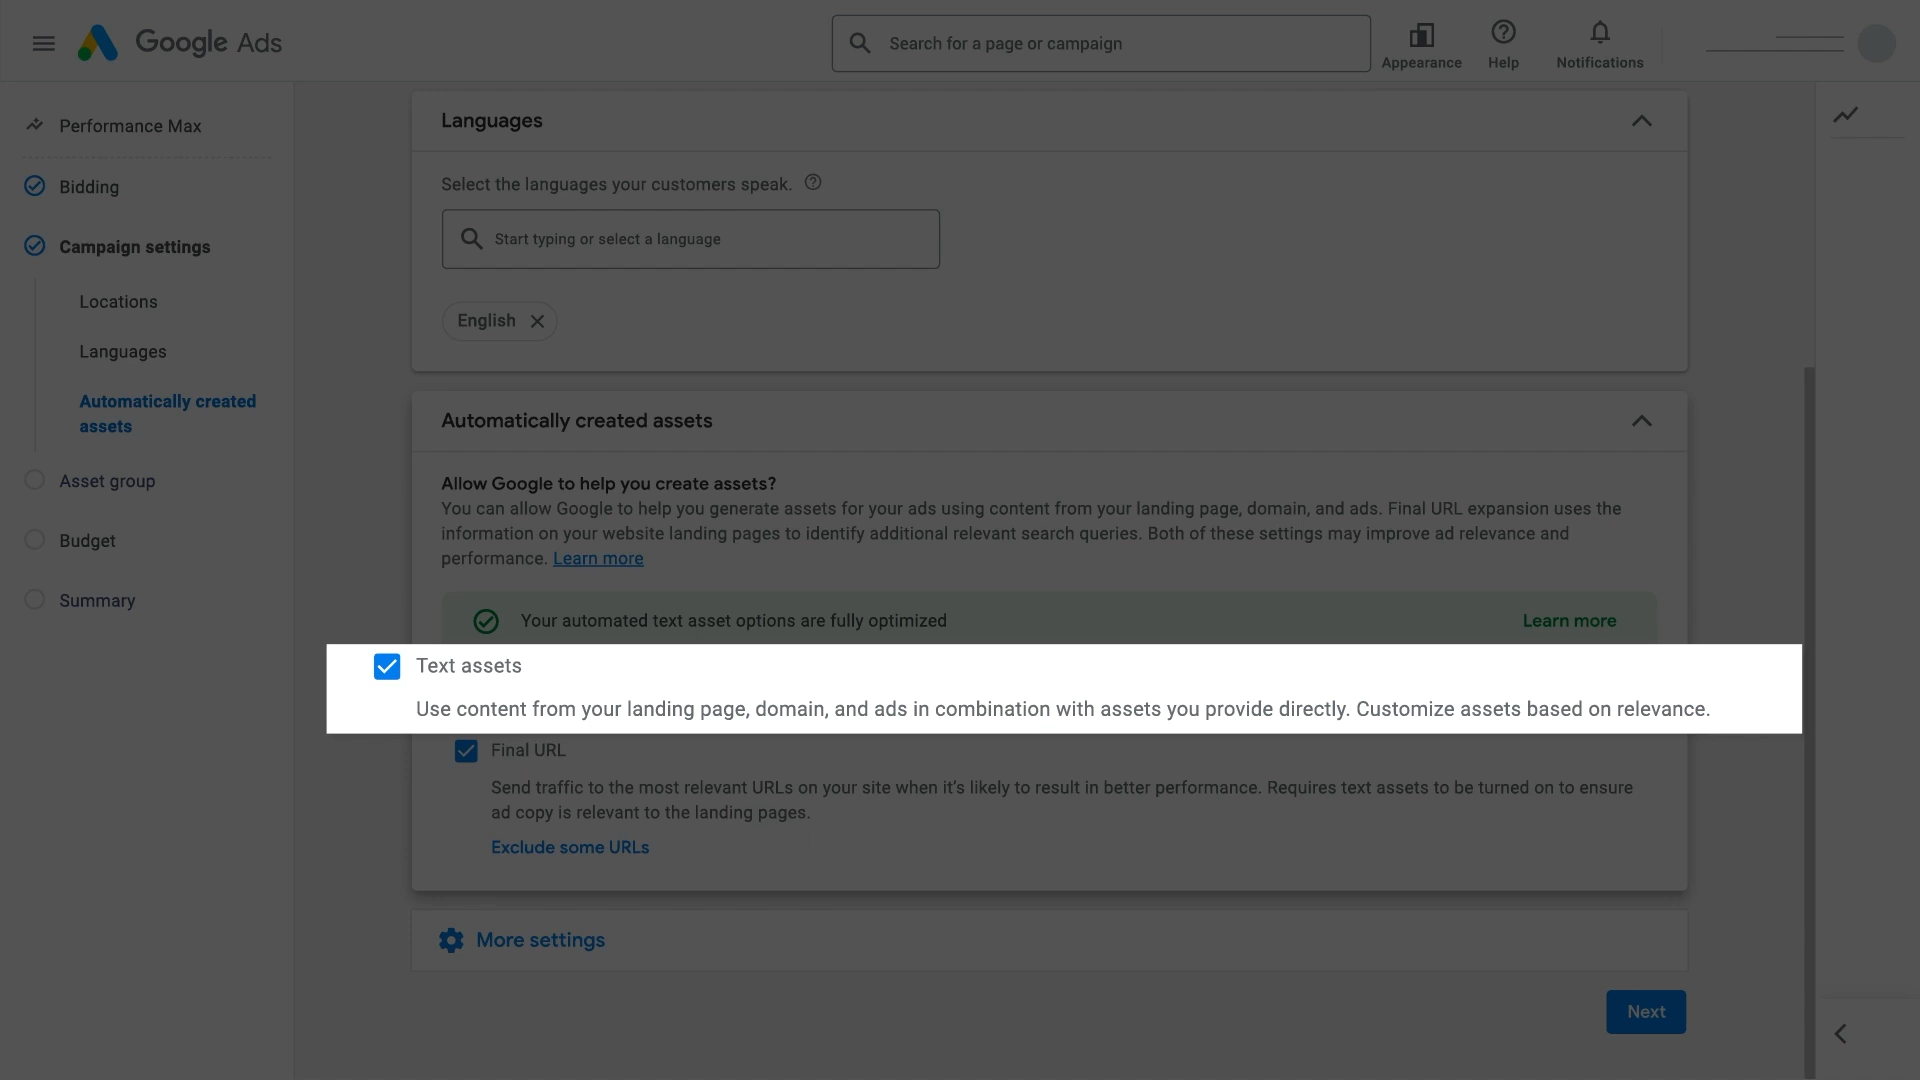 Google Ads
Search for a page or campaign
Appearance
Help
Notifications
Performance Max
Bidding
Campaign settings
Locations
Languages
Automatically created
assets
Asset group
Budget
Summary
Languages
Select the languages your customers speak.
Start typing or select a language
English
Automatically created assets
Allow Google to help you create assets?
You can allow Google to help you generate assets for your ads using content from your landing page, domain, and ads. Final URL expansion uses the
information on your website landing pages to identify additional relevant search queries. Both of these settings may improve ad relevance and
performance. Learn more
Your automated text asset options are fully optimized
Learn more
Text assets
Use content from your landing page, domain, and ads in combination with assets you provide directly. Customize assets based on relevance.
Final URL
Send traffic to the most relevant URLs on your site when it's likely to result in better performance. Requires text assets to be turned on to ensure
ad copy is relevant to the landing pages.
Exclude some URLs
More settings
Next